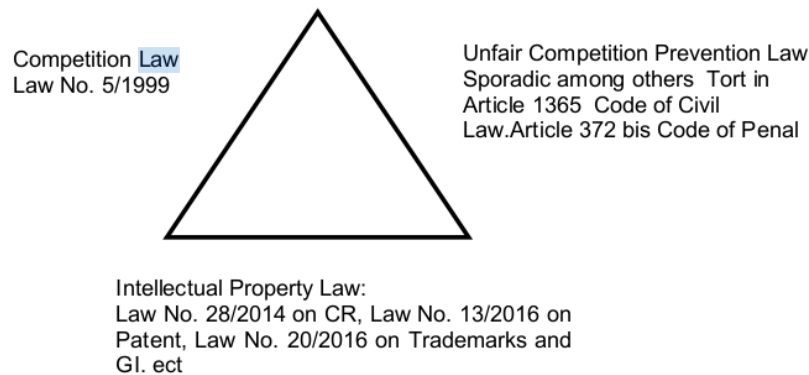 Competition Law
Law No. 5/1999
Unfair Competition Prevention Law
Sporadic among others Tort in
Article 1365 Code of Civil
Law.Article 372 bis Code of Penal
Intellectual Property Law:
Law No. 28/2014 on CR, Law No. 13/2016 on
Patent, Law No. 20/2016 on Trademarks and
GI. ect